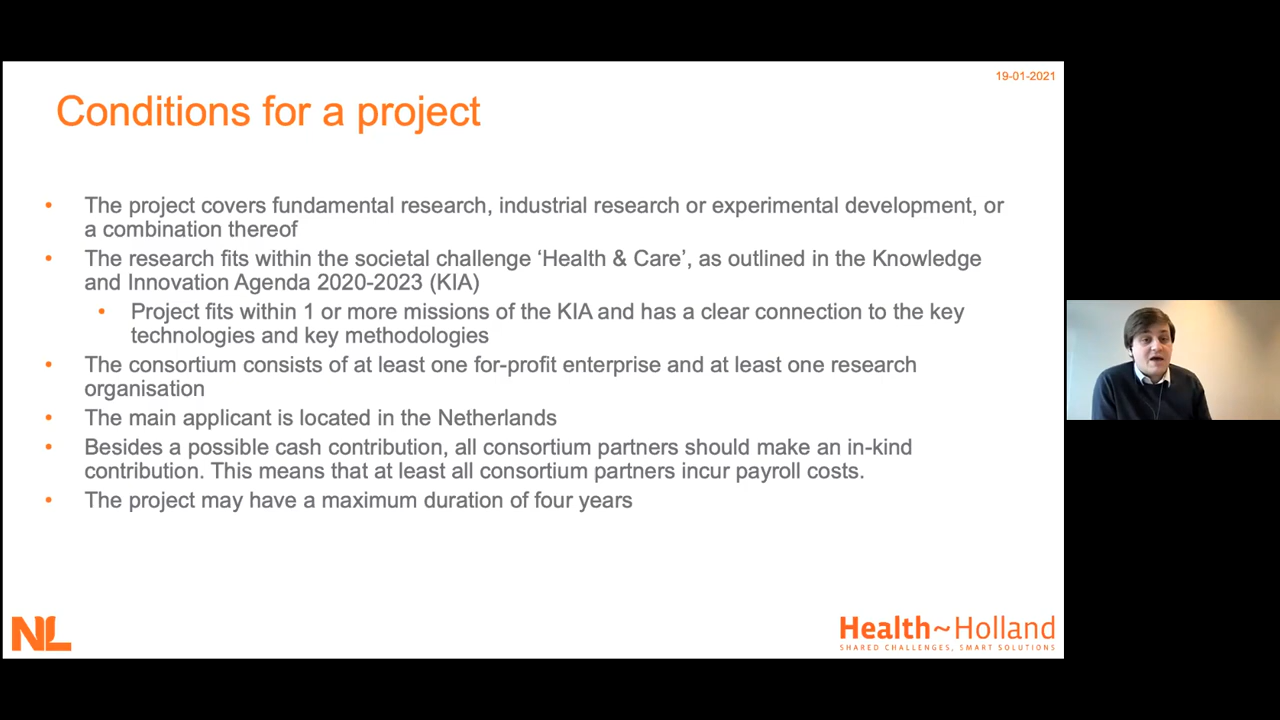 19-01-2021
Conditions for a project
• The project covers fundamental research, industrial research or experimental development, or
a combination thereof
• The research fits within the societal challenge ‘Health & Care’, as outlined in the Knowledge
and Innovation Agenda 2020-2023 (KIA)
• Project fits within 1 or more missions of the KIA and has a clear connection to the key
technologies and key methodologies
• The consortium consists of at least one for-profit enterprise and at least one research
organisation
• The main applicant is located in the Netherlands
• Besides a possible cash contribution, all consortium partners should make an in-kind
contribution. This means that at least all consortium partners incur payroll costs.
• The project may have a maximum duration of four years
NL
Health~Holland
SHARED CHALLENGES, SMART SOLUTIONS